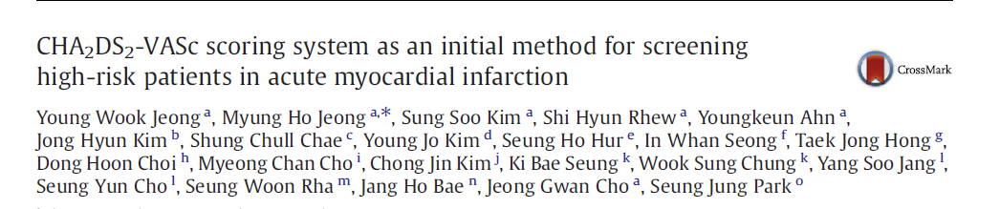 CHA₂DS₂-VASc scoring system as an initial method for screening
high-risk patients in acute myocardial infarction
CrossMark
Young Wook Jeong ᵃ, Myung Ho Jeong ᵃ,*, Sung Soo Kim ᵃ, Shi Hyun Rhew ᵃ, Youngkeun Ahn ᵃ,
Jong Hyun Kim ᵇ, Shung Chull Chae ᶜ, Young Jo Kim ᵈ, Seung Ho Hur ᵉ, In Whan Seong ᶠ, Taek Jong Hong ᵍ,
Dong Hoon Choi ʰ, Myeong Chan Cho ⁱ, Chong Jin Kim ʲ, Ki Bae Seung ᵏ, Wook Sung Chung ᵏ, Yang Soo Jang ˡ,
Seung Yun Cho ˡ, Seung Woon Rha ᵐ, Jang Ho Bae ⁿ, Jeong Gwan Cho ᵃ, Seung Jung Park ᵒ